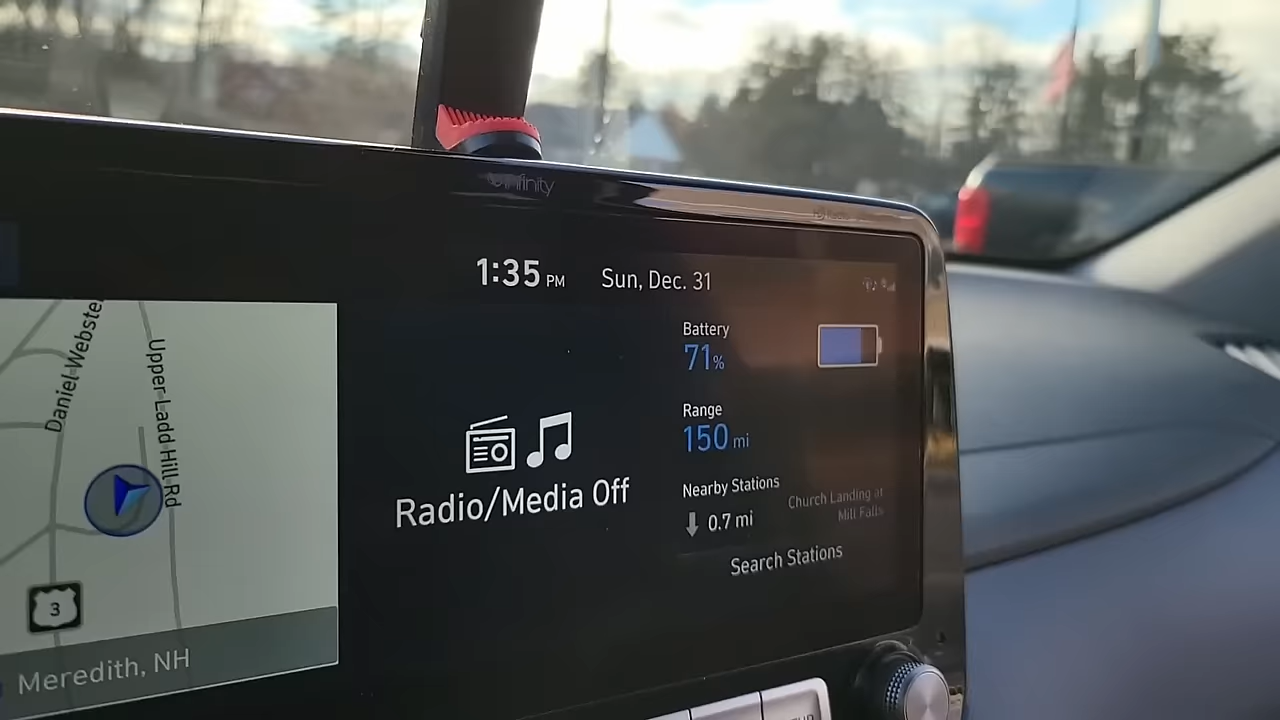 1:35 PM Sun, Dec. 31
Daniel Webster
Upper Ladd Hill Rd
3
Meredith, NH
Radio/Media Off
Battery
71%
Range
150 mi
Nearby Stations
0.7 mi
Church Landing at
Mill Falls
Search Stations